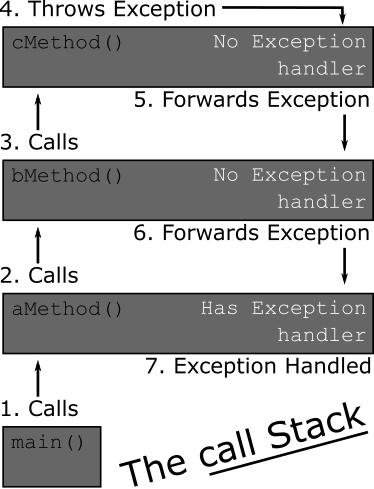 4. Throws Exception
cMethod() No Exception
handler
5. Forwards Exception
3. Calls
bMethod() No Exception
handler
6. Forwards Exception
2. Calls
aMethod() Has Exception
handler
7. Exception Handled
1. Calls
main()
The call Stack